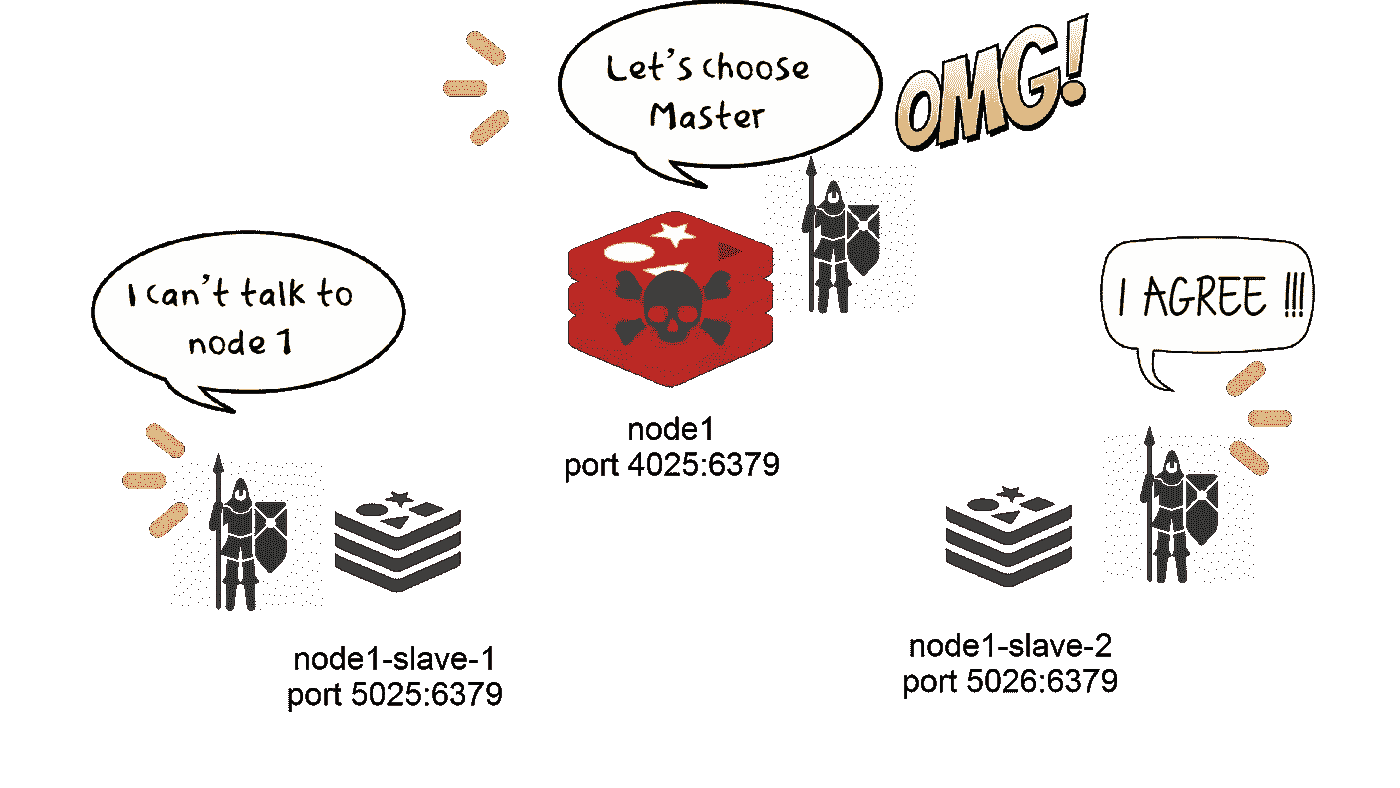 Let's choose
Master
OMG!
I can't talk to
node 1
I AGREE !!!
node1
port 4025:6379
node1-slave-1
port 5025:6379
node1-slave-2
port 5026:6379